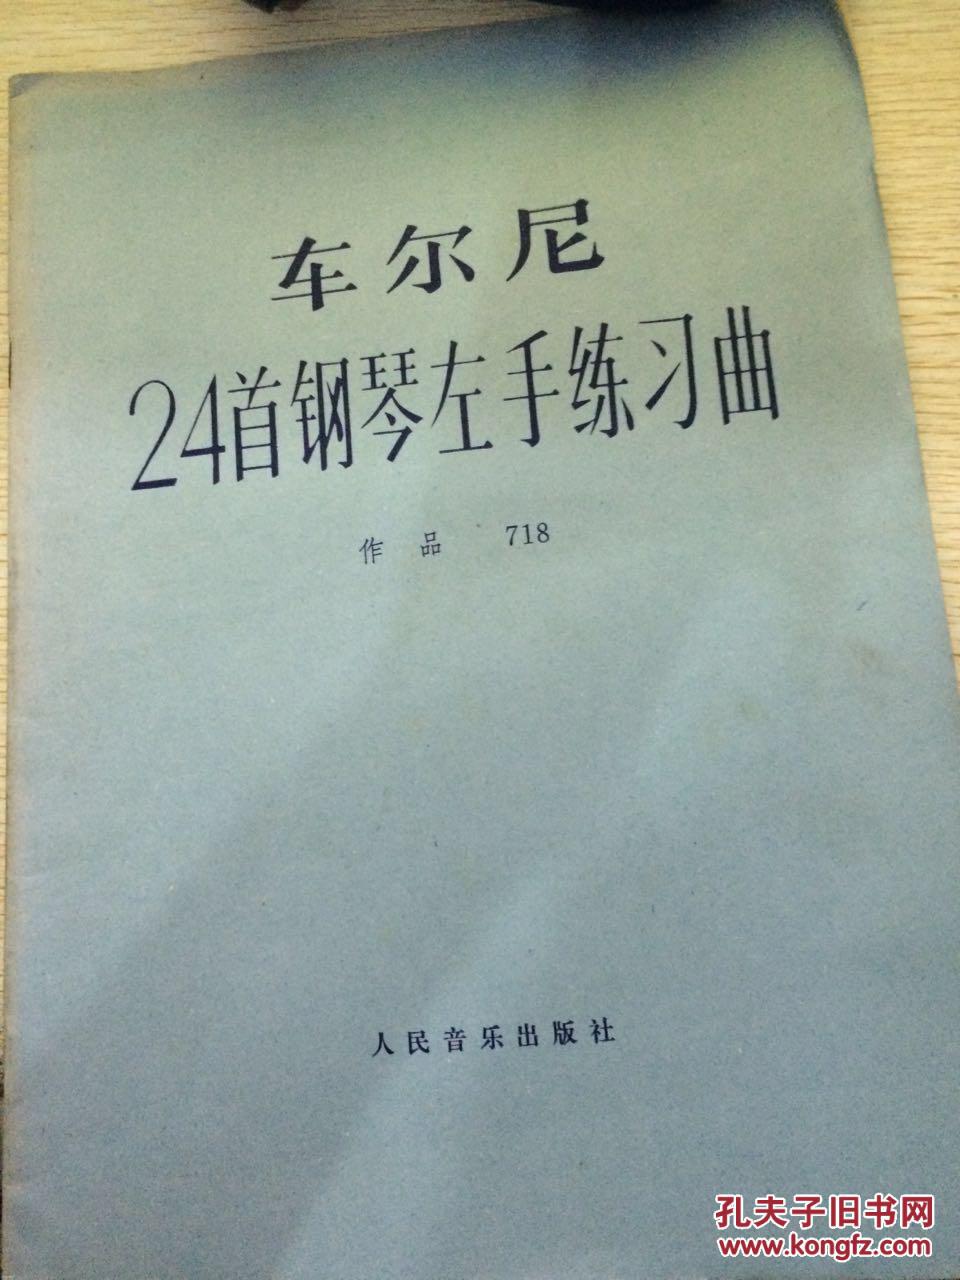 车尔尼
24首钢琴左手练习曲
作品 718
人民音乐出版社
孔夫子旧书网
www.kongfz.com